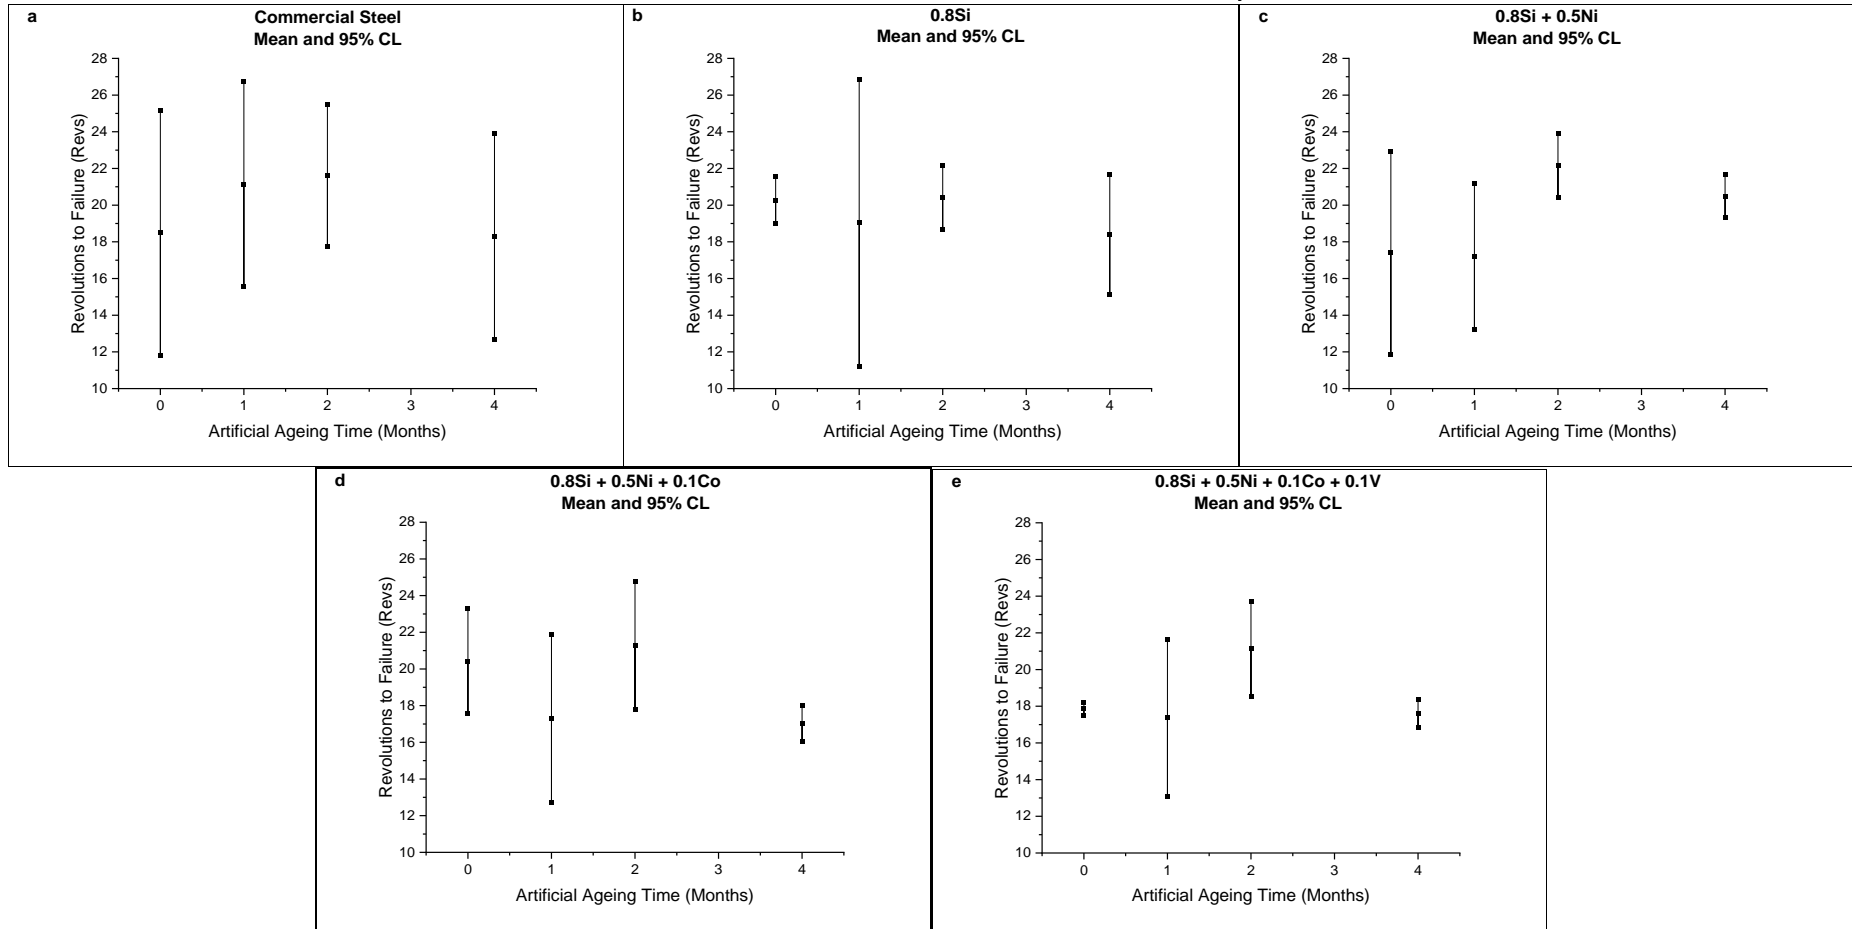 a
Commercial Steel
Mean and 95% CL
28
26
24
22
20
18
16
14
12
10
Revolutions to Failure (Revs)
0 1 2 3 4
Artificial Ageing Time (Months)
b
0.8Si
Mean and 95% CL
28
26
24
22
20
18
16
14
12
10
Revolutions to Failure (Revs)
0 1 2 3 4
Artificial Ageing Time (Months)
c
0.8Si + 0.5Ni
Mean and 95% CL
28
26
24
22
20
18
16
14
12
10
Revolutions to Failure (Revs)
0 1 2 3 4
Artificial Ageing Time (Months)
d
0.8Si + 0.5Ni + 0.1Co
Mean and 95% CL
28
26
24
22
20
18
16
14
12
10
Revolutions to Failure (Revs)
0 1 2 3 4
Artificial Ageing Time (Months)
e
0.8Si + 0.5Ni + 0.1Co + 0.1V
Mean and 95% CL
28
26
24
22
20
18
16
14
12
10
Revolutions to Failure (Revs)
0 1 2 3 4
Artificial Ageing Time (Months)